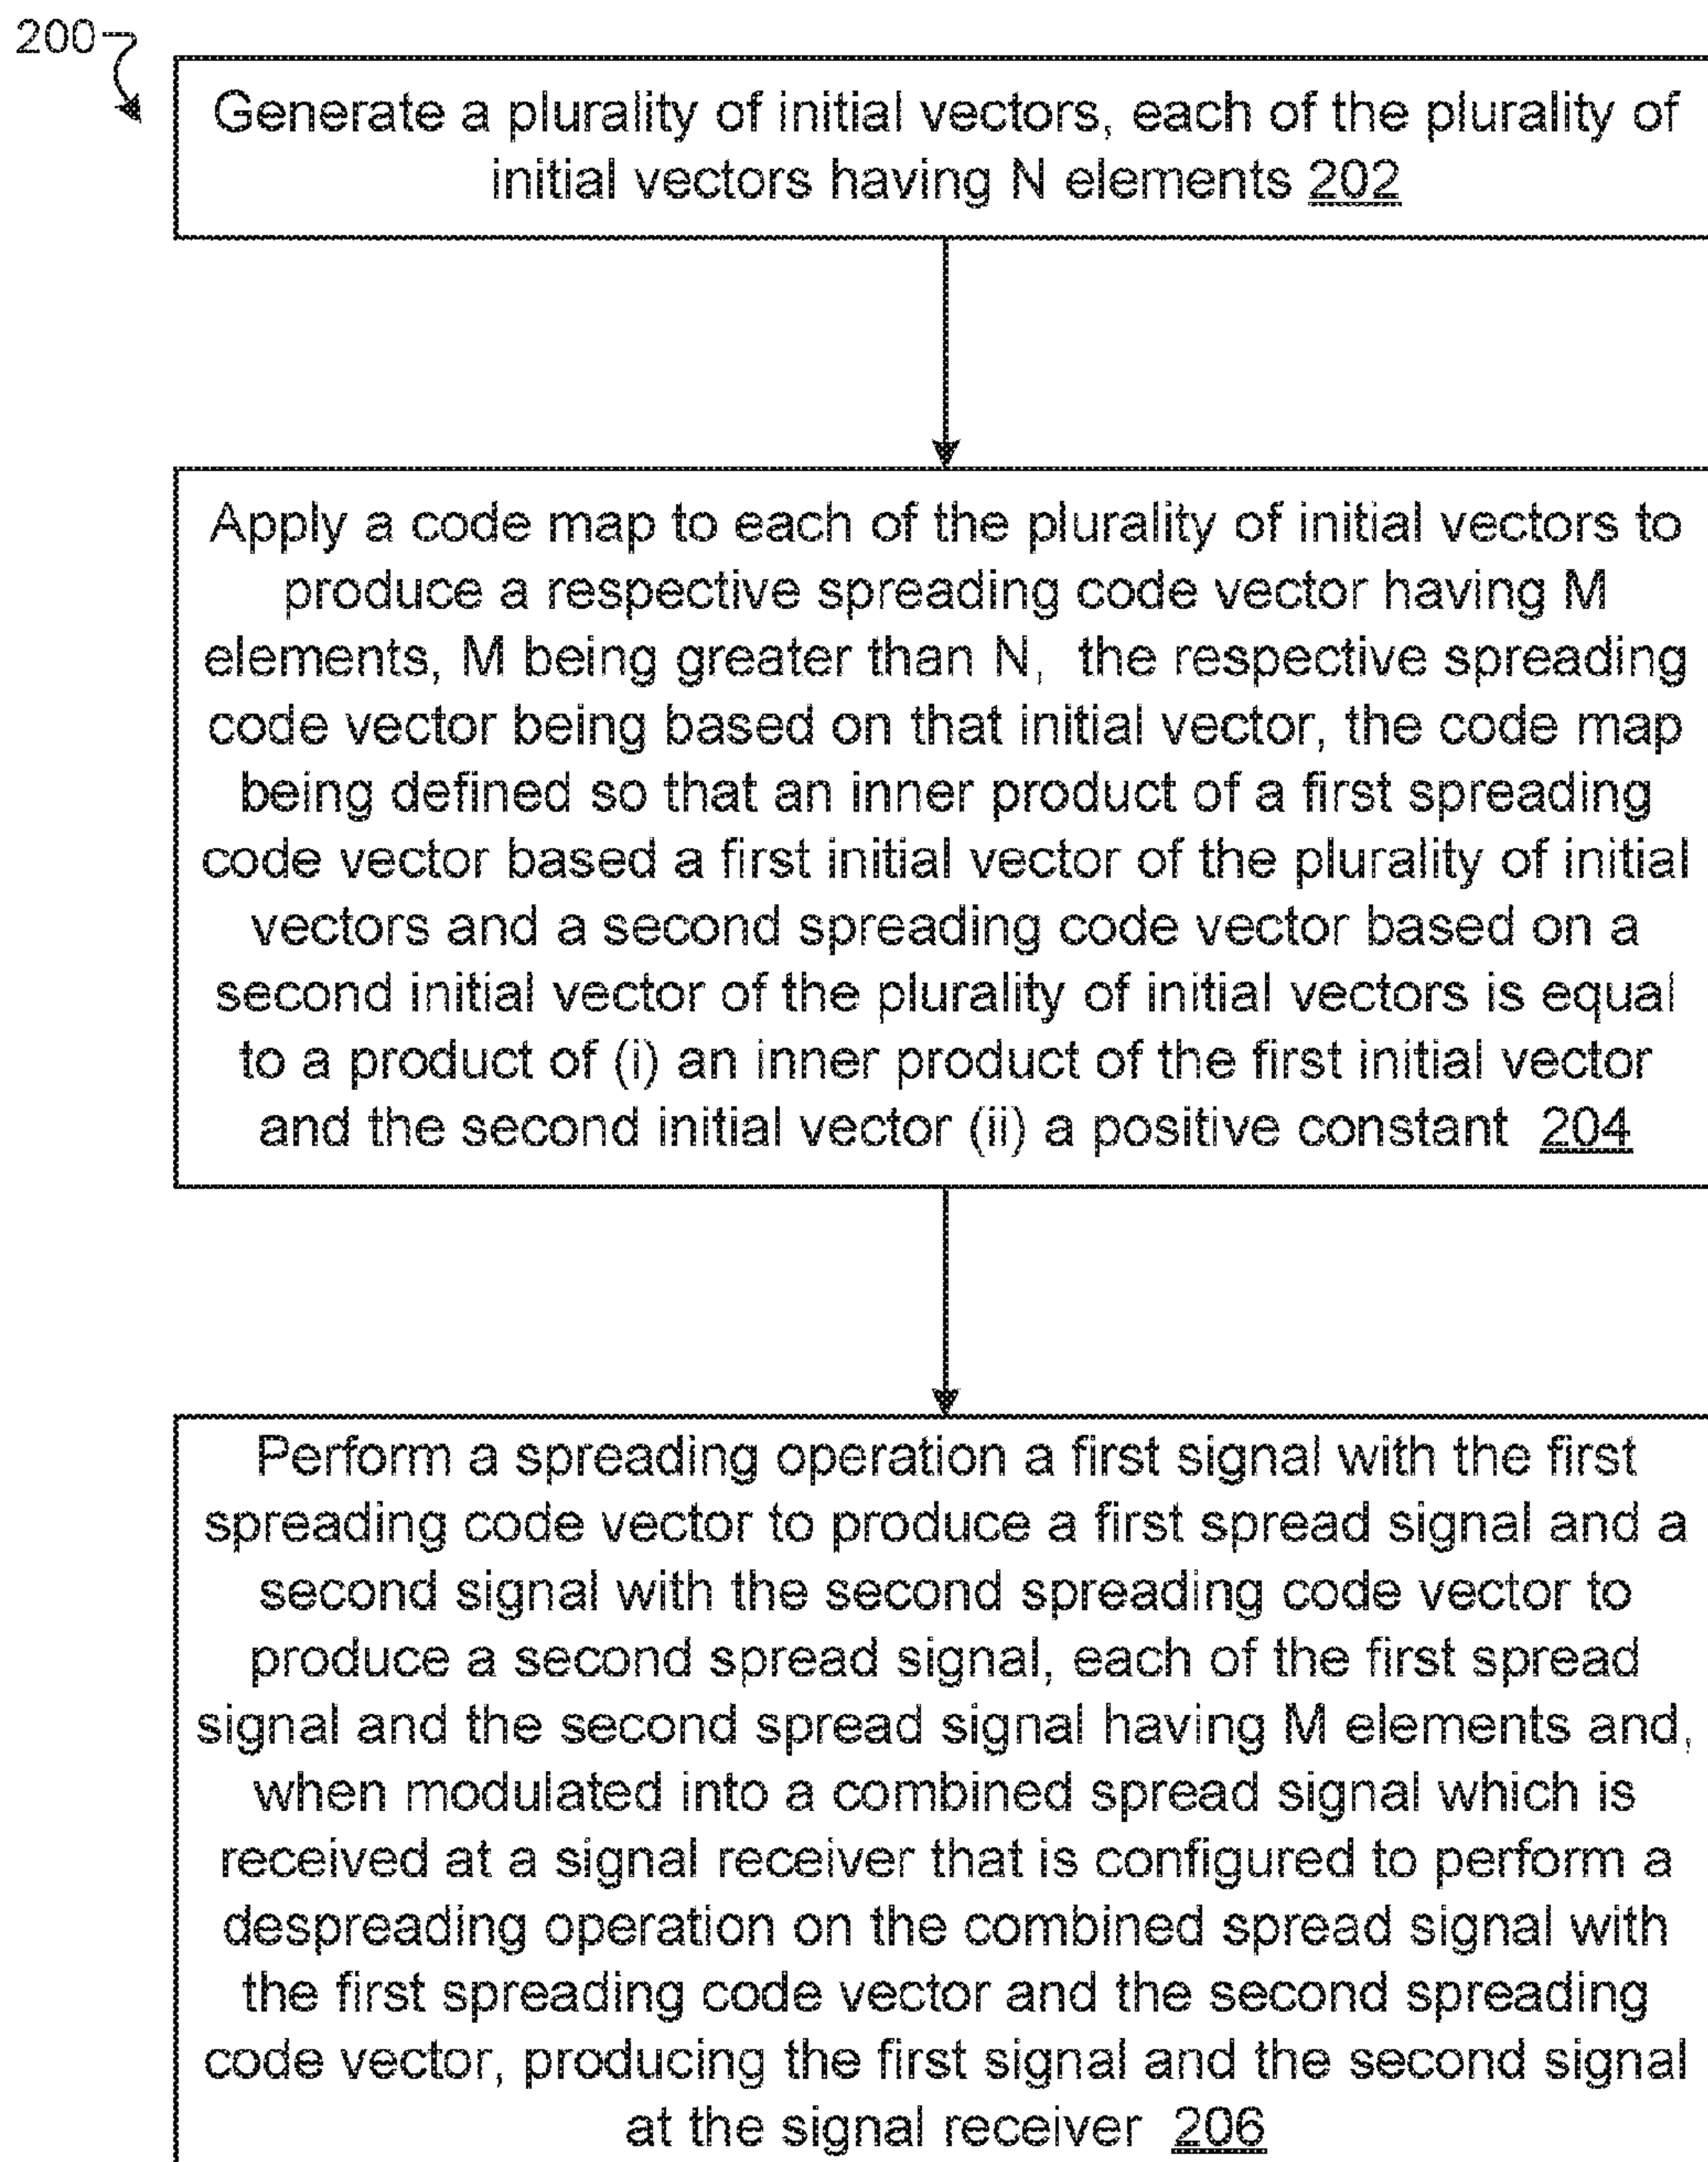 200
Generate a plurality of initial vectors, each of the plurality of
initial vectors having N elements 202
Apply a code map to each of the plurality of initial vectors to
produce a respective spreading code vector having M
elements, M being greater than N, the respective spreading
code vector being based on that initial vector, the code map
being defined so that an inner product of a first spreading
code vector based a first initial vector of the plurality of initial
vectors and a second spreading code vector based on a
second initial vector of the plurality of initial vectors is equal
to a product of (i) an inner product of the first initial vector
and the second initial vector (ii) a positive constant 204
Perform a spreading operation a first signal with the first
spreading code vector to produce a first spread signal and a
second signal with the second spreading code vector to
produce a second spread signal, each of the first spread
signal and the second spread signal having M elements and,
when modulated into a combined spread signal which is
received at a signal receiver that is configured to perform a
despreading operation on the combined spread signal with
the first spreading code vector and the second spreading
code vector, producing the first signal and the second signal
at the signal receiver 206